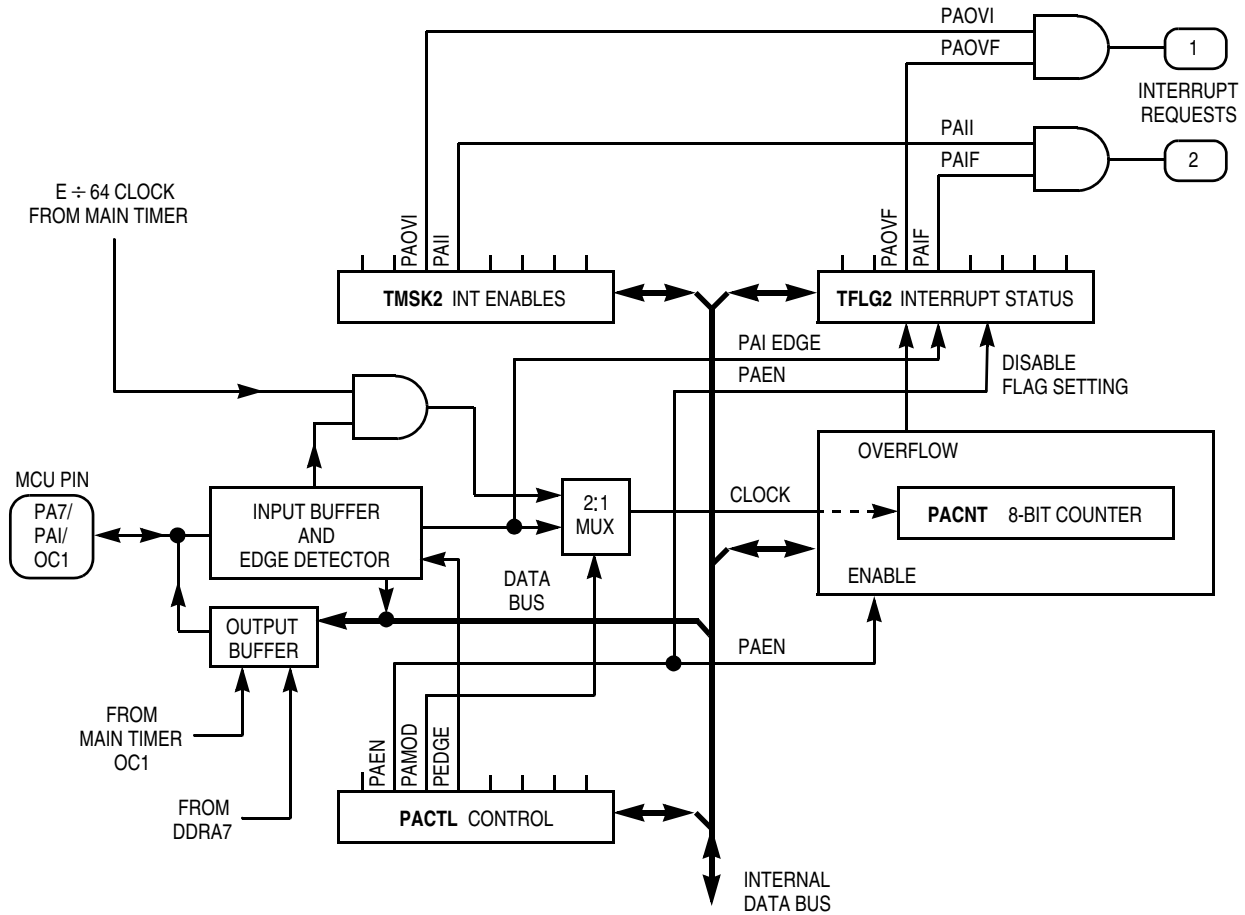 PAOVI
PAOVF
1
INTERRUPT
REQUESTS
PAII
PAIF
2
E ÷ 64 CLOCK
FROM MAIN TIMER
PAOVI
PAII
PAOVF
PAIF
TMSK2 INT ENABLES
TFLG2 INTERRUPT STATUS
PAI EDGE
PAEN
DISABLE
FLAG SETTING
OVERFLOW
MCU PIN
PA7/
PAI/
OC1
INPUT BUFFER
AND
EDGE DETECTOR
2:1
MUX
CLOCK
PACNT 8-BIT COUNTER
ENABLE
DATA
BUS
OUTPUT
BUFFER
PAEN
FROM
MAIN TIMER
OC1
PAEN
PAMOD
PEDGE
FROM
DDRA7
PACTL CONTROL
INTERNAL
DATA BUS